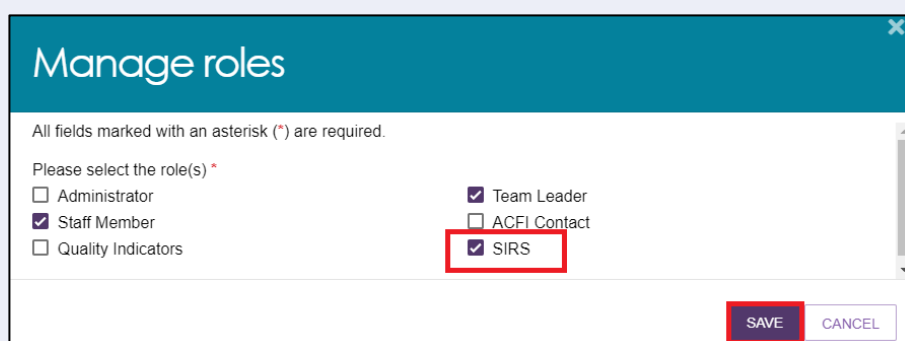 Manage roles
All fields marked with an asterisk (*) are required.
Please select the role(s) *
Administrator
Team Leader
Staff Member
ACFI Contact
Quality Indicators
SIRS
SAVE
CANCEL